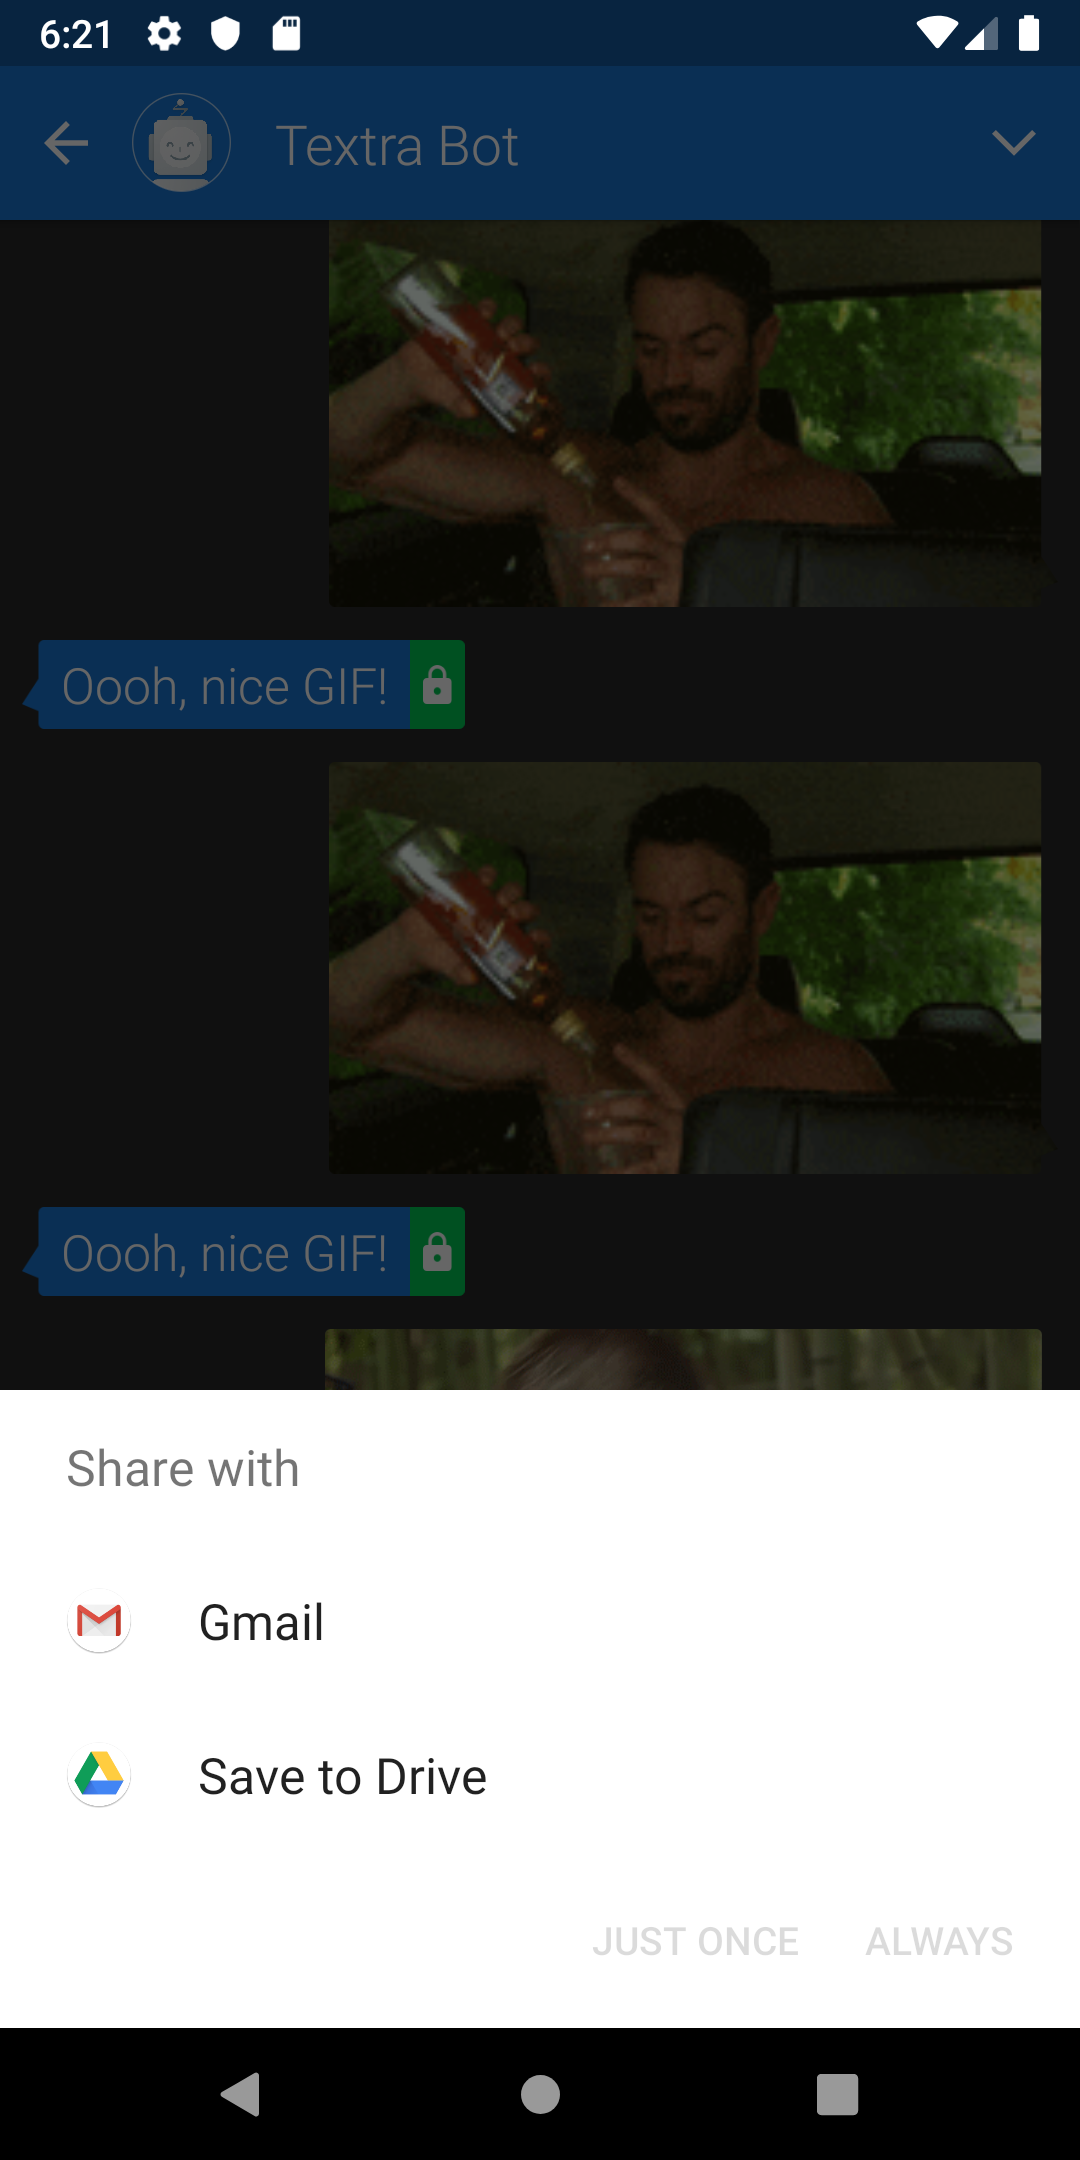 6:21
Textra Bot
Oooh, nice GIF!
Oooh, nice GIF!
Share with
Gmail
Save to Drive
JUST ONCE ALWAYS